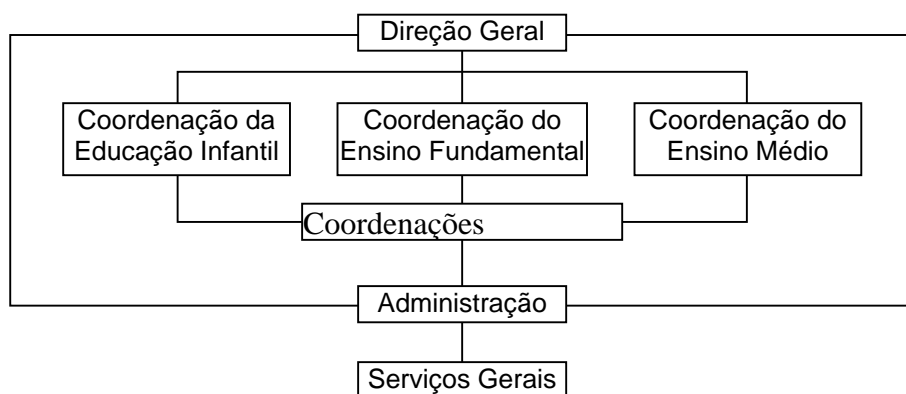 Direção Geral
Coordenação da
Educação Infantil
Coordenação do
Ensino Fundamental
Coordenação do
Ensino Médio
Coordenações
Administração
Serviços Gerais